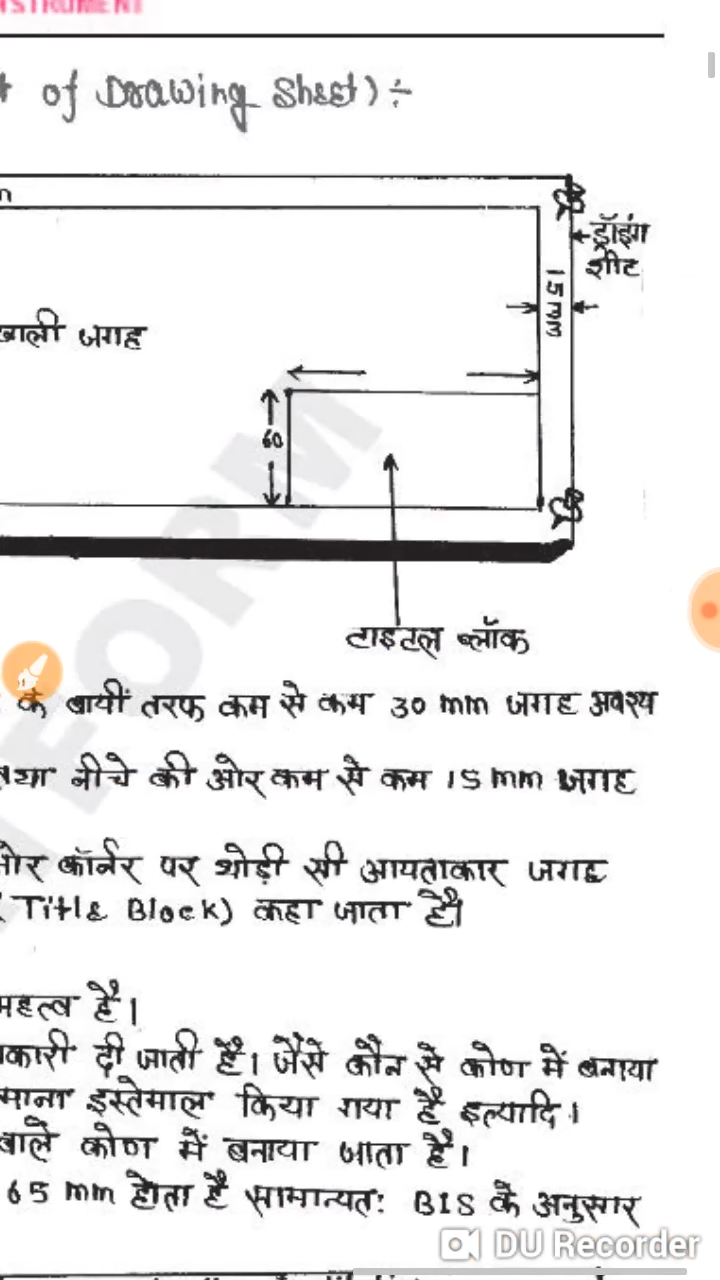 NSTRUMENT
of Drawing Sheet) ÷
ड्रॉइंग
शीट
15 mm
खाली जगह
60
टाइटल ब्लॉक
के बायीं तरफ कम से कम 30 mm जगह अवश्य
तथा नीचे की ओर कम से कम 15 mm जगह
ओर कॉर्नर पर थोड़ी सी आयताकार जगह
(Title Block) कहा जाता है।
महत्व है।
कारी दी जाती है। जैसे कौन से कोण में बनाया
माना इस्तेमाल किया गया है इत्यादि।
वाले कोण में बनाया जाता है।
65 mm होता है सामान्यतः BIS के अनुसार
DU Recorder